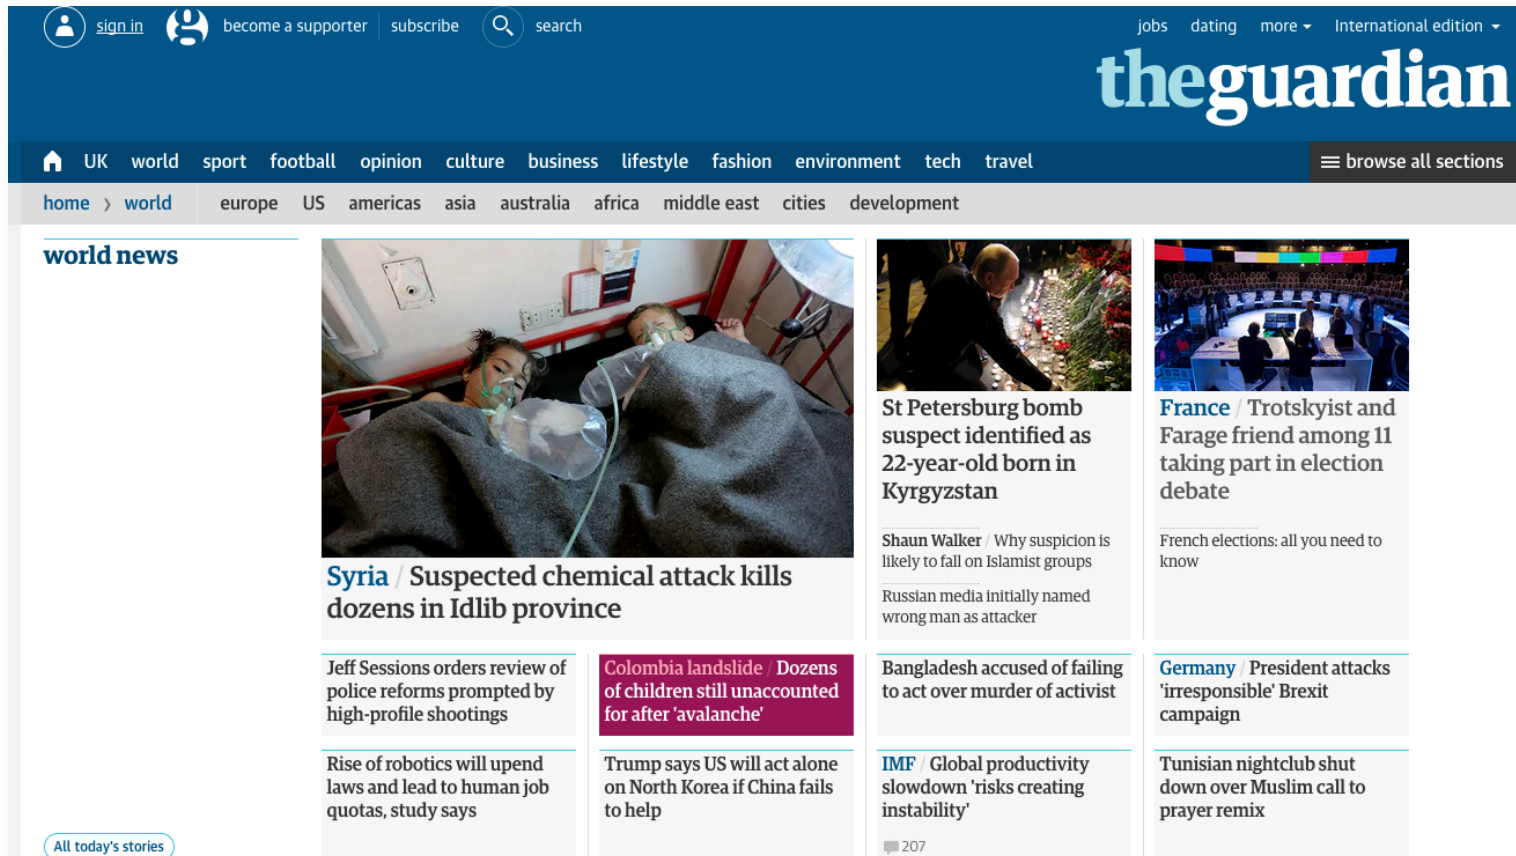 sign in
become a supporter
subscribe
search
jobs
dating
more
International edition
theguardian
UK
world
sport
football
opinion
culture
business
lifestyle
fashion
environment
tech
travel
browse all sections
home
world
europe
US
americas
asia
australia
africa
middle east
cities
development
world news
Syria / Suspected chemical attack kills
dozens in Idlib province
St Petersburg bomb
suspect identified as
22-year-old born in
Kyrgyzstan
Shaun Walker / Why suspicion is
likely to fall on Islamist groups
Russian media initially named
wrong man as attacker
France / Trotskyist and
Farage friend among 11
taking part in election
debate
French elections: all you need to
know
Jeff Sessions orders review of
police reforms prompted by
high-profile shootings
Colombia landslide / Dozens
of children still unaccounted
for after 'avalanche'
Bangladesh accused of failing
to act over murder of activist
Germany / President attacks
'irresponsible' Brexit
campaign
Rise of robotics will upend
laws and lead to human job
quotas, study says
Trump says US will act alone
on North Korea if China fails
to help
IMF / Global productivity
slowdown 'risks creating
instability'
207
Tunisian nightclub shut
down over Muslim call to
prayer remix
All today's stories